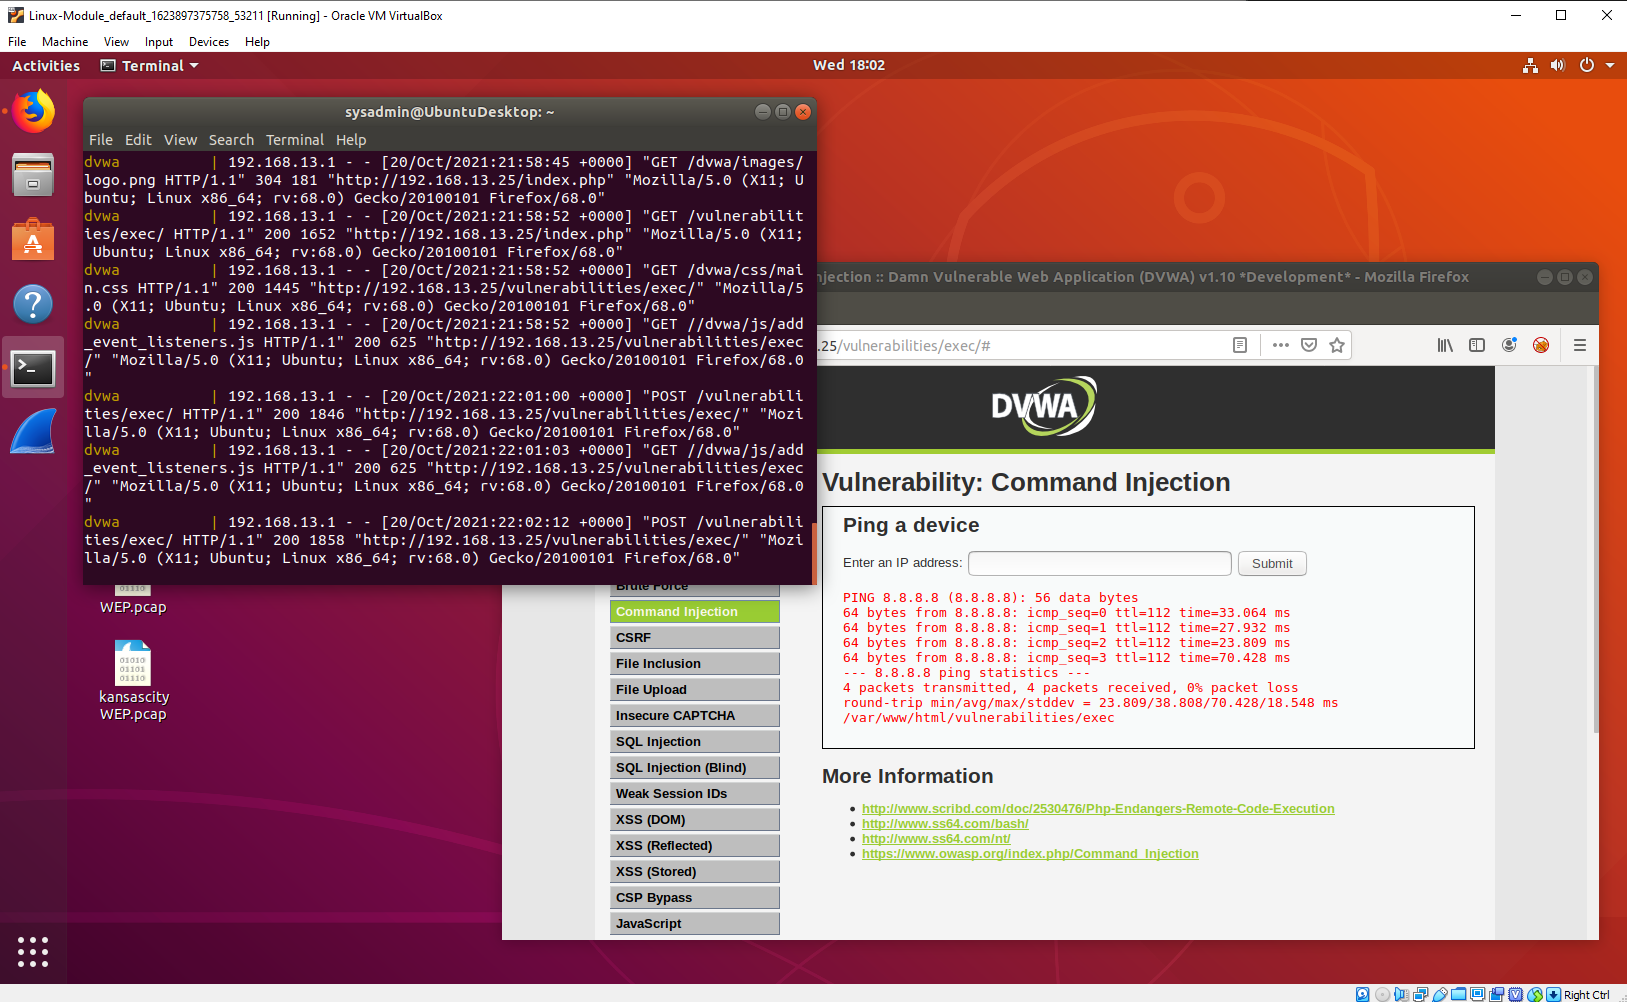 Linux-Module_default_1623897375758_53211 [Running] - Oracle VM VirtualBox
File Machine View Input Devices Help
Activities Terminal Wed 18:02
sysadmin@UbuntuDesktop: ~
File Edit View Search Terminal Help
dvwa          | 192.168.13.1 - - [20/Oct/2021:21:58:45 +0000] "GET /dvwa/images/
logo.png HTTP/1.1" 304 181 "http://192.168.13.25/index.php" "Mozilla/5.0 (X11; U
buntu; Linux x86_64; rv:68.0) Gecko/20100101 Firefox/68.0"
dvwa          | 192.168.13.1 - - [20/Oct/2021:21:58:52 +0000] "GET /vulnerabilit
ties/exec/ HTTP/1.1" 200 1652 "http://192.168.13.25/index.php" "Mozilla/5.0 (X11;
 Ubuntu; Linux x86_64; rv:68.0) Gecko/20100101 Firefox/68.0"
dvwa          | 192.168.13.1 - - [20/Oct/2021:21:58:52 +0000] "GET /dvwa/css/mai
n.css HTTP/1.1" 200 1445 "http://192.168.13.25/vulnerabilities/exec/" "Mozilla/5
.0 (X11; Ubuntu; Linux x86_64; rv:68.0) Gecko/20100101 Firefox/68.0"
dvwa          | 192.168.13.1 - - [20/Oct/2021:21:58:52 +0000] "GET //dvwa/js/add
_event_listeners.js HTTP/1.1" 200 625 "http://192.168.13.25/vulnerabilities/exec
/" "Mozilla/5.0 (X11; Ubuntu; Linux x86_64; rv:68.0) Gecko/20100101 Firefox/68.0
"
dvwa          | 192.168.13.1 - - [20/Oct/2021:22:01:00 +0000] "POST /vulnerabili
ties/exec/ HTTP/1.1" 200 1846 "http://192.168.13.25/vulnerabilities/exec/" "Mozi
lla/5.0 (X11; Ubuntu; Linux x86_64; rv:68.0) Gecko/20100101 Firefox/68.0"
dvwa          | 192.168.13.1 - - [20/Oct/2021:22:01:03 +0000] "GET //dvwa/js/add
_event_listeners.js HTTP/1.1" 200 625 "http://192.168.13.25/vulnerabilities/exec
/" "Mozilla/5.0 (X11; Ubuntu; Linux x86_64; rv:68.0) Gecko/20100101 Firefox/68.0
"
dvwa          | 192.168.13.1 - - [20/Oct/2021:22:02:12 +0000] "POST /vulnerabili
ties/exec/ HTTP/1.1" 200 1858 "http://192.168.13.25/vulnerabilities/exec/" "Mozi
lla/5.0 (X11; Ubuntu; Linux x86_64; rv:68.0) Gecko/20100101 Firefox/68.0"
WEP.pcap
kansascity
WEP.pcap
njection :: Damn Vulnerable Web Application (DVWA) v1.10 *Development* - Mozilla Firefox
.25/vulnerabilities/exec/#
DVWA
Brute Force
Command Injection
CSRF
File Inclusion
File Upload
Insecure CAPTCHA
SQL Injection
SQL Injection (Blind)
Weak Session IDs
XSS (DOM)
XSS (Reflected)
XSS (Stored)
CSP Bypass
JavaScript
Vulnerability: Command Injection
Ping a device
Enter an IP address: Submit
PING 8.8.8.8 (8.8.8.8): 56 data bytes
64 bytes from 8.8.8.8: icmp_seq=0 ttl=112 time=33.064 ms
64 bytes from 8.8.8.8: icmp_seq=1 ttl=112 time=27.932 ms
64 bytes from 8.8.8.8: icmp_seq=2 ttl=112 time=23.809 ms
64 bytes from 8.8.8.8: icmp_seq=3 ttl=112 time=70.428 ms
--- 8.8.8.8 ping statistics ---
4 packets transmitted, 4 packets received, 0% packet loss
round-trip min/avg/max/stddev = 23.809/38.808/70.428/18.548 ms
/var/www/html/vulnerabilities/exec
More Information
http://www.scribd.com/doc/2530476/Php-Endangers-Remote-Code-Execution
http://www.ss64.com/bash/
http://www.ss64.com/nt/
https://www.owasp.org/index.php/Command_Injection
Right Ctrl